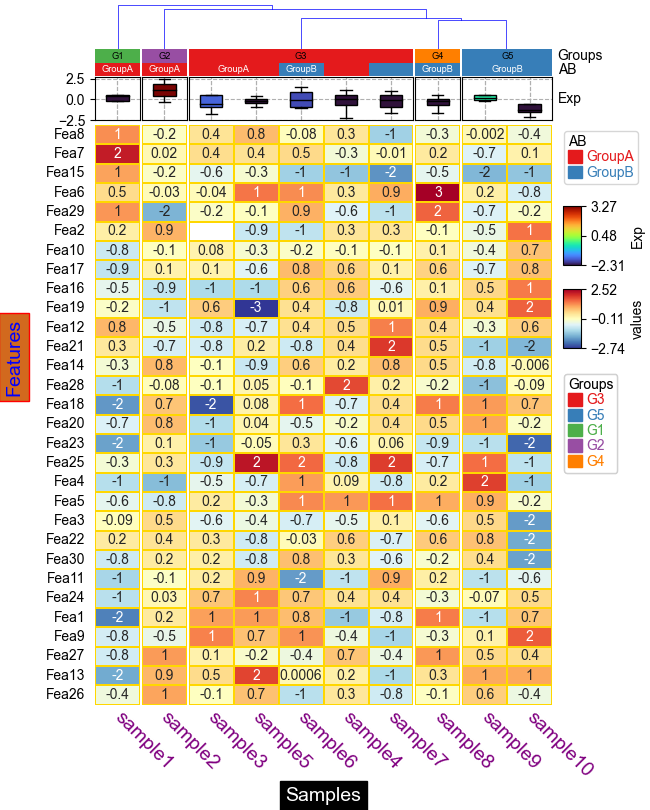 G1 G2 G3 G4 G5 Groups
GroupA GroupA GroupA GroupB GroupB GroupB AB
2.5
0.0 Exp
-2.5
Fea8 1 -0.2 0.4 0.8 -0.08 0.3 -1 -0.3 -0.002 -0.4
Fea7 2 0.02 0.4 0.4 0.5 -0.3 -0.01 0.2 -0.7 0.1
Fea15 1 -0.2 -0.6 -0.3 -1 -1 -2 -0.5 -2 -1
Fea6 0.5 -0.03 -0.04 1 1 0.3 0.9 3 0.2 -0.8
Fea29 1 -2 -0.2 -0.1 0.9 -0.6 -1 2 -0.7 -0.2
Fea2 0.2 0.9 -0.9 -1 0.3 0.3 -0.1 -0.5 1
Fea10 -0.8 -0.1 0.08 -0.3 -0.2 -0.1 -0.1 0.1 -0.4 0.7
Fea17 -0.9 0.1 0.1 -0.6 0.8 0.6 0.1 0.6 -0.7 0.8
Fea16 -0.5 -0.9 -1 -1 0.6 0.6 -0.6 0.1 0.5 1
Fea19 -0.2 -1 0.6 -3 0.4 -0.8 0.01 0.9 0.4 2
Fea12 0.8 -0.5 -0.8 -0.7 0.4 0.5 1 0.4 -0.3 0.6
Fea21 0.3 -0.7 -0.8 0.2 -0.8 0.4 2 0.5 -1 -2
Fea14 -0.3 0.8 -0.1 -0.9 0.6 0.2 0.8 0.5 -0.8 -0.006
Fea28 -1 -0.08 -0.1 0.05 -0.1 2 0.2 -0.2 -1 -0.09
Fea18 -2 0.7 -2 0.08 1 -0.7 0.4 1 1 0.7
Fea20 -0.7 0.8 -1 0.04 -0.5 -0.2 0.4 0.5 1 -0.2
Fea23 -2 0.1 -1 -0.05 0.3 -0.6 0.06 -0.9 -1 -2
Fea25 -0.3 0.3 -0.9 2 2 -0.8 2 -0.7 1 -1
Fea4 -1 -1 -0.5 -0.7 1 0.09 -0.8 0.2 2 -1
Fea5 -0.6 -0.8 0.2 -0.3 1 1 1 1 0.9 -0.2
Fea3 -0.09 0.5 -0.6 -0.4 -0.7 -0.5 0.1 -0.6 0.5 -2
Fea22 0.2 0.4 0.3 -0.8 -0.03 0.6 -0.7 0.6 0.8 -2
Fea30 -0.8 0.2 0.2 -0.8 0.8 0.3 -0.6 -0.2 0.4 -2
Fea11 -1 -0.1 0.2 0.9 -2 -1 0.9 0.2 -1 -0.6
Fea24 -1 0.03 0.7 1 0.7 0.4 0.4 -0.3 -0.07 0.5
Fea1 -2 0.2 1 1 0.8 -1 -0.8 1 -1 0.7
Fea9 -0.8 -0.5 1 0.7 1 -0.4 -1 -0.3 0.1 2
Fea27 -0.8 1 0.1 -0.2 -0.4 0.7 -0.4 1 0.5 0.4
Fea13 -2 0.9 0.5 2 0.0006 0.2 -1 0.3 1 1
Fea26 -0.4 1 -0.1 0.7 -1 0.3 -0.8 -0.1 0.6 -0.4
sample1 sample2 sample3 sample5 sample6 sample4 sample7 sample8 sample9 sample10
Samples
Features
AB
GroupA
GroupB
3.27
0.48
-2.31
Exp
2.52
-0.11
-2.74
values
Groups
G3
G5
G1
G2
G4